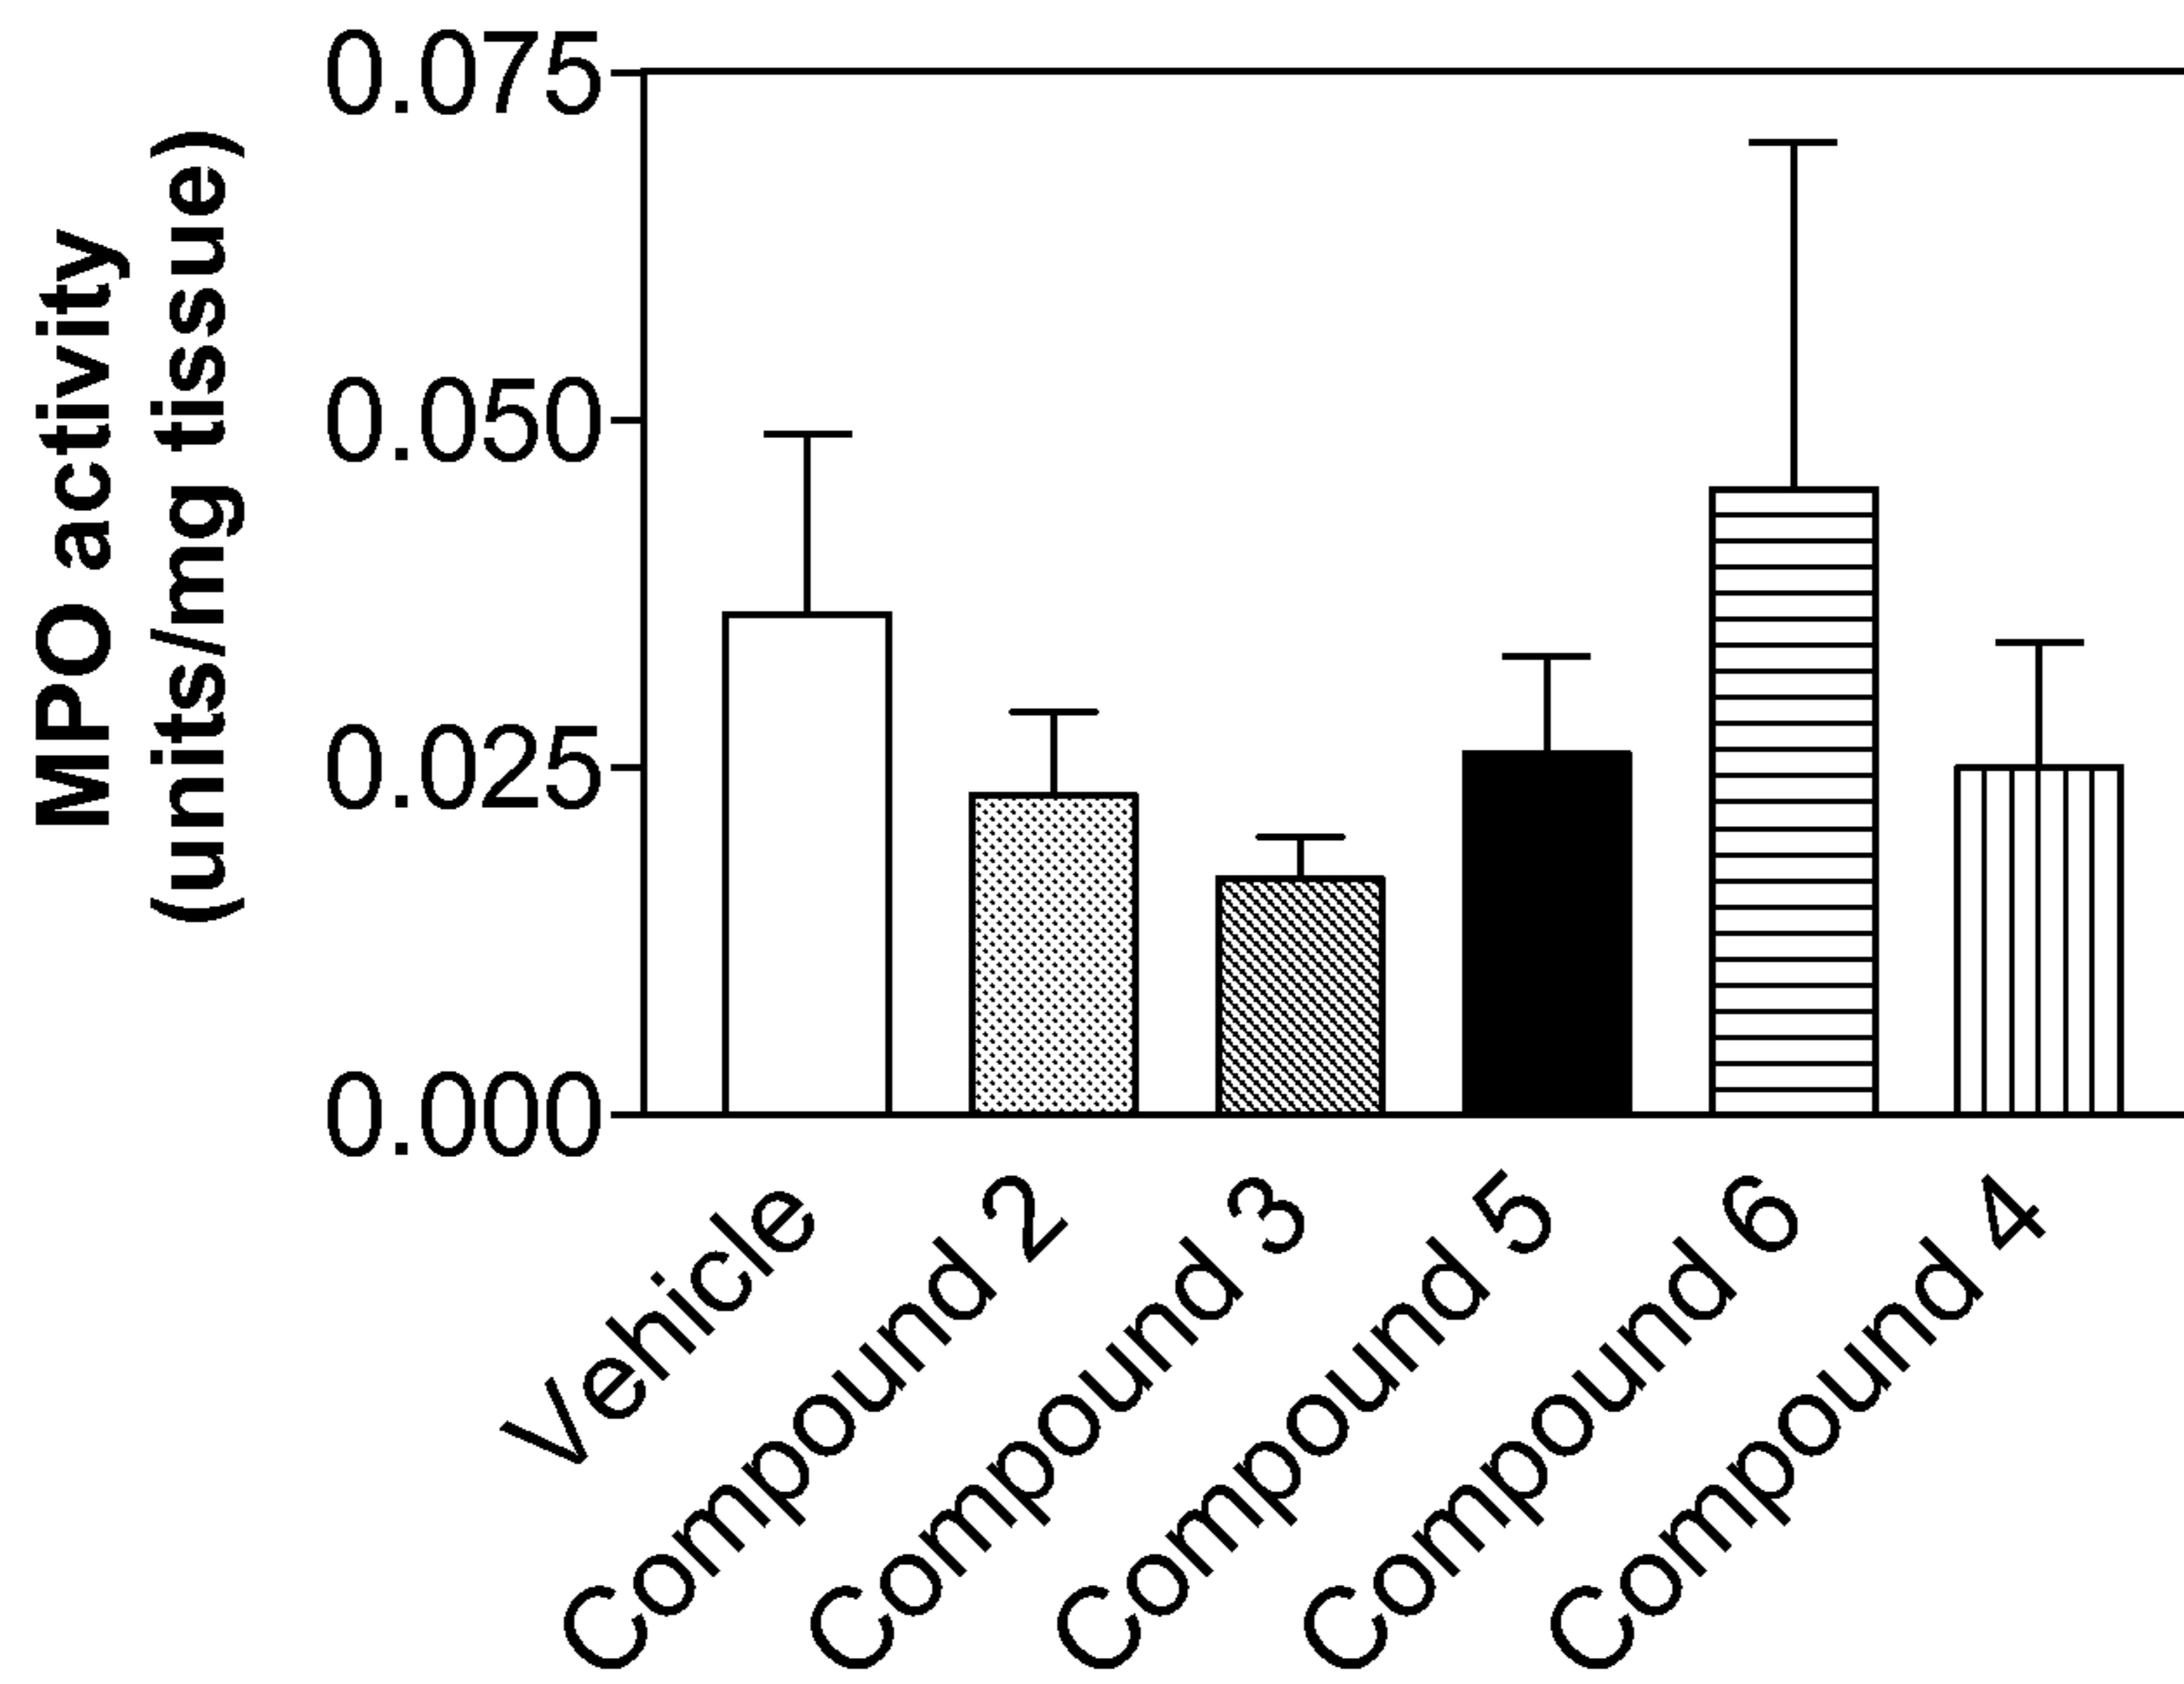 MPO activity
(units/mg tissue)
0.075
0.050
0.025
0.000
Vehicle
Compound 2
Compound 3
Compound 5
Compound 6
Compound 4